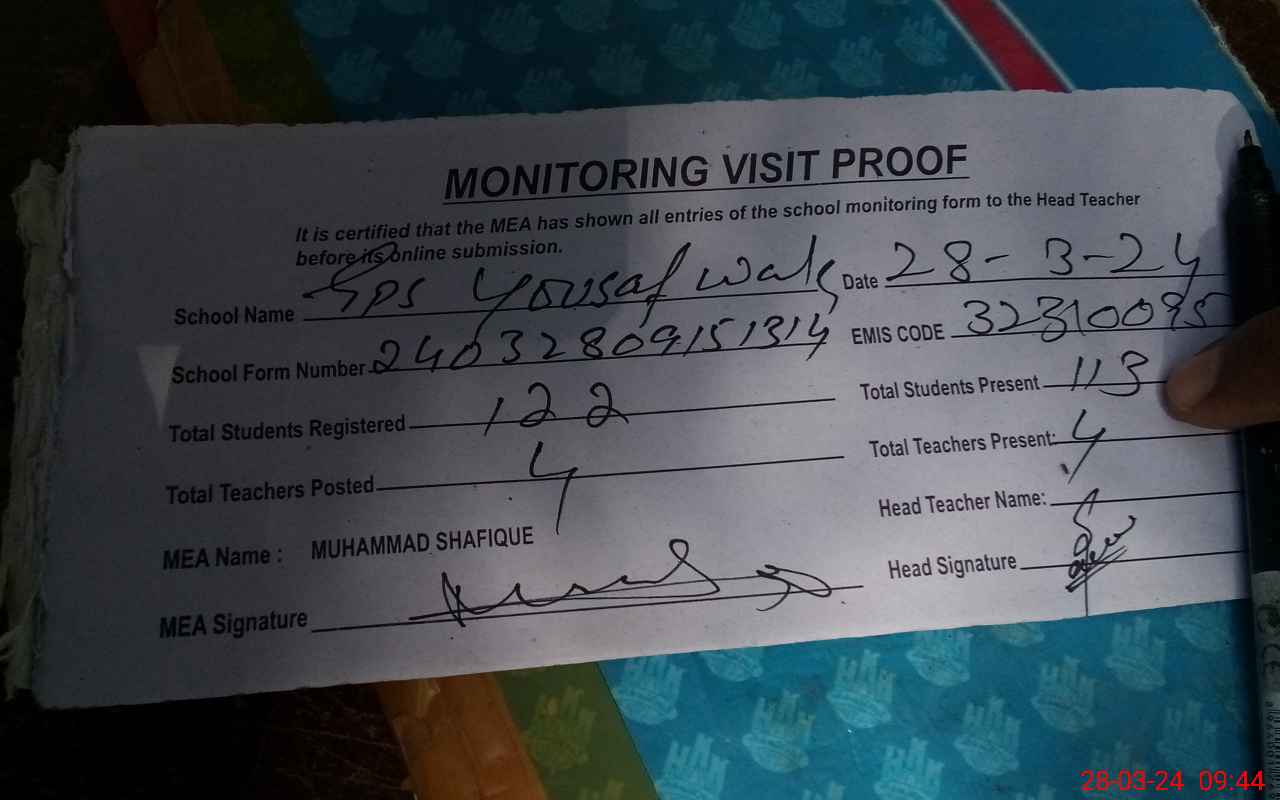 MONITORING VISIT PROOF
It is certified that the MEA has shown all entries of the school monitoring form to the Head Teacher
before its online submission.
School Name GPS Yousaf wala Date 28-3-24
School Form Number 24032809151314 EMIS CODE 32310095
Total Students Registered 122 Total Students Present 113
Total Teachers Posted 4 Total Teachers Present: 4
MEA Name : MUHAMMAD SHAFIQUE Head Teacher Name:
MEA Signature Head Signature
28-03-24 09:44